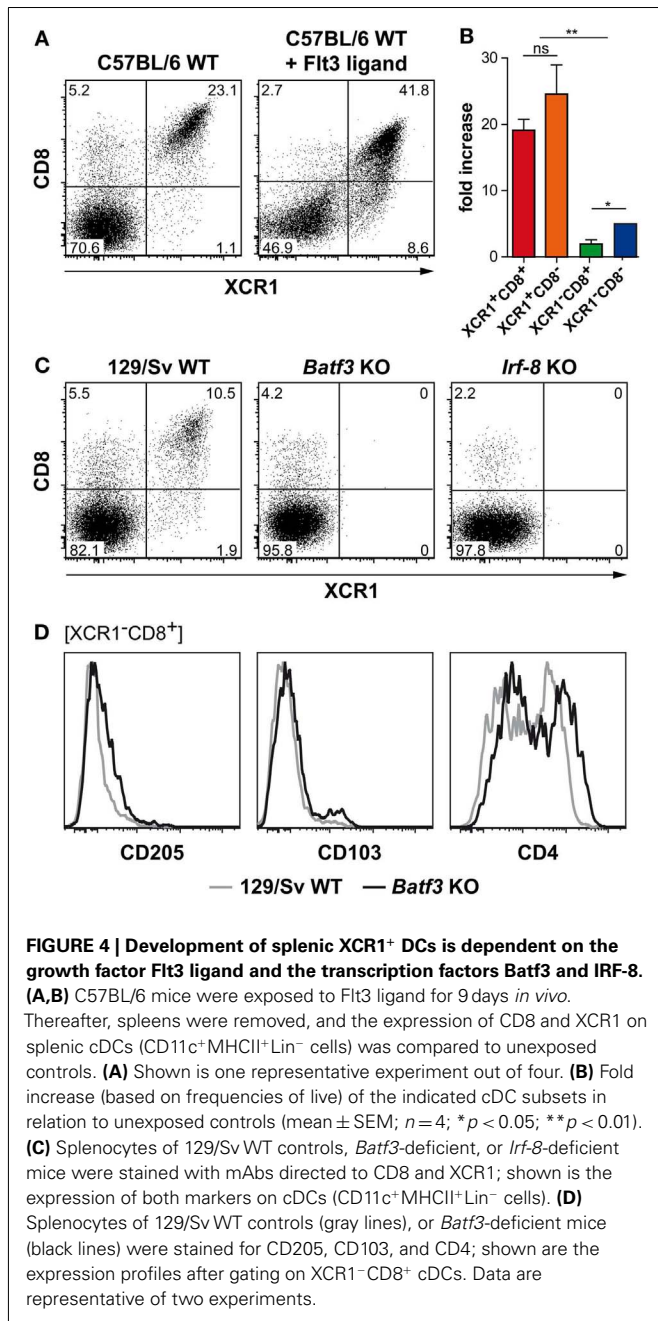 A
C57BL/6 WT
C57BL/6 WT
+ Flt3 ligand
5.2
23.1
70.6
1.1
2.7
41.8
46.9
8.6
CD8
XCR1
B
**
ns
*
30
20
10
0
fold increase
XCR1⁺CD8⁺
XCR1⁺CD8⁻
XCR1⁻CD8⁺
XCR1⁻CD8⁻
C
129/Sv WT
Batf3 KO
Irf-8 KO
5.5
10.5
82.1
1.9
4.2
0
95.8
0
2.2
0
97.8
0
CD8
XCR1
D [XCR1⁻CD8⁺]
CD205
CD103
CD4
129/Sv WT
Batf3 KO
FIGURE 4 | Development of splenic XCR1⁺ DCs is dependent on the
growth factor Flt3 ligand and the transcription factors Batf3 and IRF-8.
(A,B) C57BL/6 mice were exposed to Flt3 ligand for 9 days in vivo.
Thereafter, spleens were removed, and the expression of CD8 and XCR1 on
splenic cDCs (CD11c⁺MHCII⁺Lin⁻ cells) was compared to unexposed
controls. (A) Shown is one representative experiment out of four. (B) Fold
increase (based on frequencies of live) of the indicated cDC subsets in
relation to unexposed controls (mean ± SEM; n = 4; *p < 0.05; **p < 0.01).
(C) Splenocytes of 129/Sv WT controls, Batf3-deficient, or Irf-8-deficient
mice were stained with mAbs directed to CD8 and XCR1; shown is the
expression of both markers on cDCs (CD11c⁺MHCII⁺Lin⁻ cells). (D)
Splenocytes of 129/Sv WT controls (gray lines), or Batf3-deficient mice
(black lines) were stained for CD205, CD103, and CD4; shown are the
expression profiles after gating on XCR1⁻CD8⁺ cDCs. Data are
representative of two experiments.